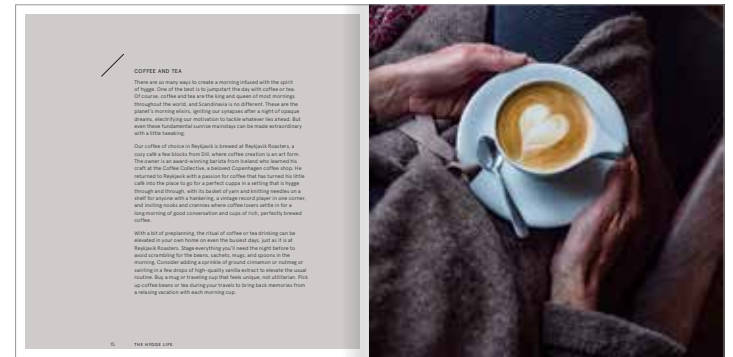 COFFEE AND TEA
There are so many ways to create a morning infused with the spirit
of hygge. One of the best is to jumpstart the day with coffee or tea.
Of course, coffee and tea are the king and queen of most mornings
throughout the world, and Scandinavia is no different. These are the
planet's morning elixirs, igniting our synapses after a night of opaque
dreams, electrifying our motivation to tackle whatever lies ahead. But
even these fundamental sunrise mainstays can be made extraordinary
with a little tweaking.
Our coffee of choice in Reykjavík is brewed at Reykjavík Roasters, a
cozy café a few blocks from Dill, where coffee creation is an art form.
The owner is an award-winning barista from Iceland who learned his
craft at the Coffee Collective, a beloved Copenhagen coffee shop. He
returned to Reykjavík with a passion for coffee that has turned his little
café into the place to go for a perfect cuppa in a setting that is hygge
through and through, with its basket of yarn and knitting needles on a
shelf for anyone with a hankering, a vintage record player in one corner,
and inviting nooks and crannies where coffee lovers settle in for a
long morning of good conversation and cups of rich, perfectly brewed
coffee.
With a bit of preplanning, the ritual of coffee or tea drinking can be
elevated in your own home on even the busiest days, just as it is at
Reykjavík Roasters. Stage everything you'll need the night before to
avoid scrambling for the beans, sachets, mugs, and spoons in the
morning. Consider adding a sprinkle of ground cinnamon or nutmeg or
swirling in a few drops of high-quality vanilla extract to elevate the usual
routine. Buy a mug or traveling cup that feels unique, not utilitarian. Pick
up coffee beans or tea during your travels to bring back memories from
a relaxing vacation with each morning cup.
THE HYGGE LIFE